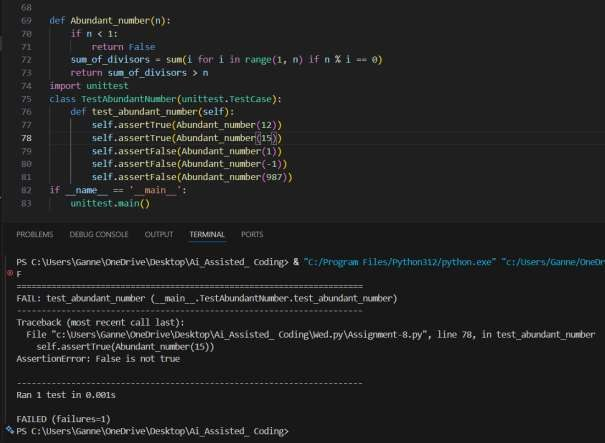 68
69 def Abundant_number(n):
70     if n < 1:
71         return False
72     sum_of_divisors = sum(i for i in range(1, n) if n % i == 0)
73     return sum_of_divisors > n
74 import unittest
75 class TestAbundantNumber(unittest.TestCase):
76     def test_abundant_number(self):
77         self.assertTrue(Abundant_number(12))
78         self.assertTrue(Abundant_number(15))
79         self.assertFalse(Abundant_number(1))
80         self.assertFalse(Abundant_number(-1))
81         self.assertFalse(Abundant_number(987))
82 if __name__ == '__main__':
83     unittest.main()
PROBLEMS DEBUG CONSOLE OUTPUT TERMINAL PORTS
PS C:\Users\Ganne\OneDrive\Desktop\Ai_Assisted_ Coding> & "C:/Program Files/Python312/python.exe" "c:/Users/Ganne/OneDr
F
======================================================================
FAIL: test_abundant_number (__main__.TestAbundantNumber.test_abundant_number)
----------------------------------------------------------------------
Traceback (most recent call last):
  File "c:\Users\Ganne\OneDrive\Desktop\Ai_Assisted_ Coding\Wed.py\Assignment-8.py", line 78, in test_abundant_number
    self.assertTrue(Abundant_number(15))
AssertionError: False is not true
----------------------------------------------------------------------
Ran 1 test in 0.001s
FAILED (failures=1)
PS C:\Users\Ganne\OneDrive\Desktop\Ai_Assisted_ Coding>